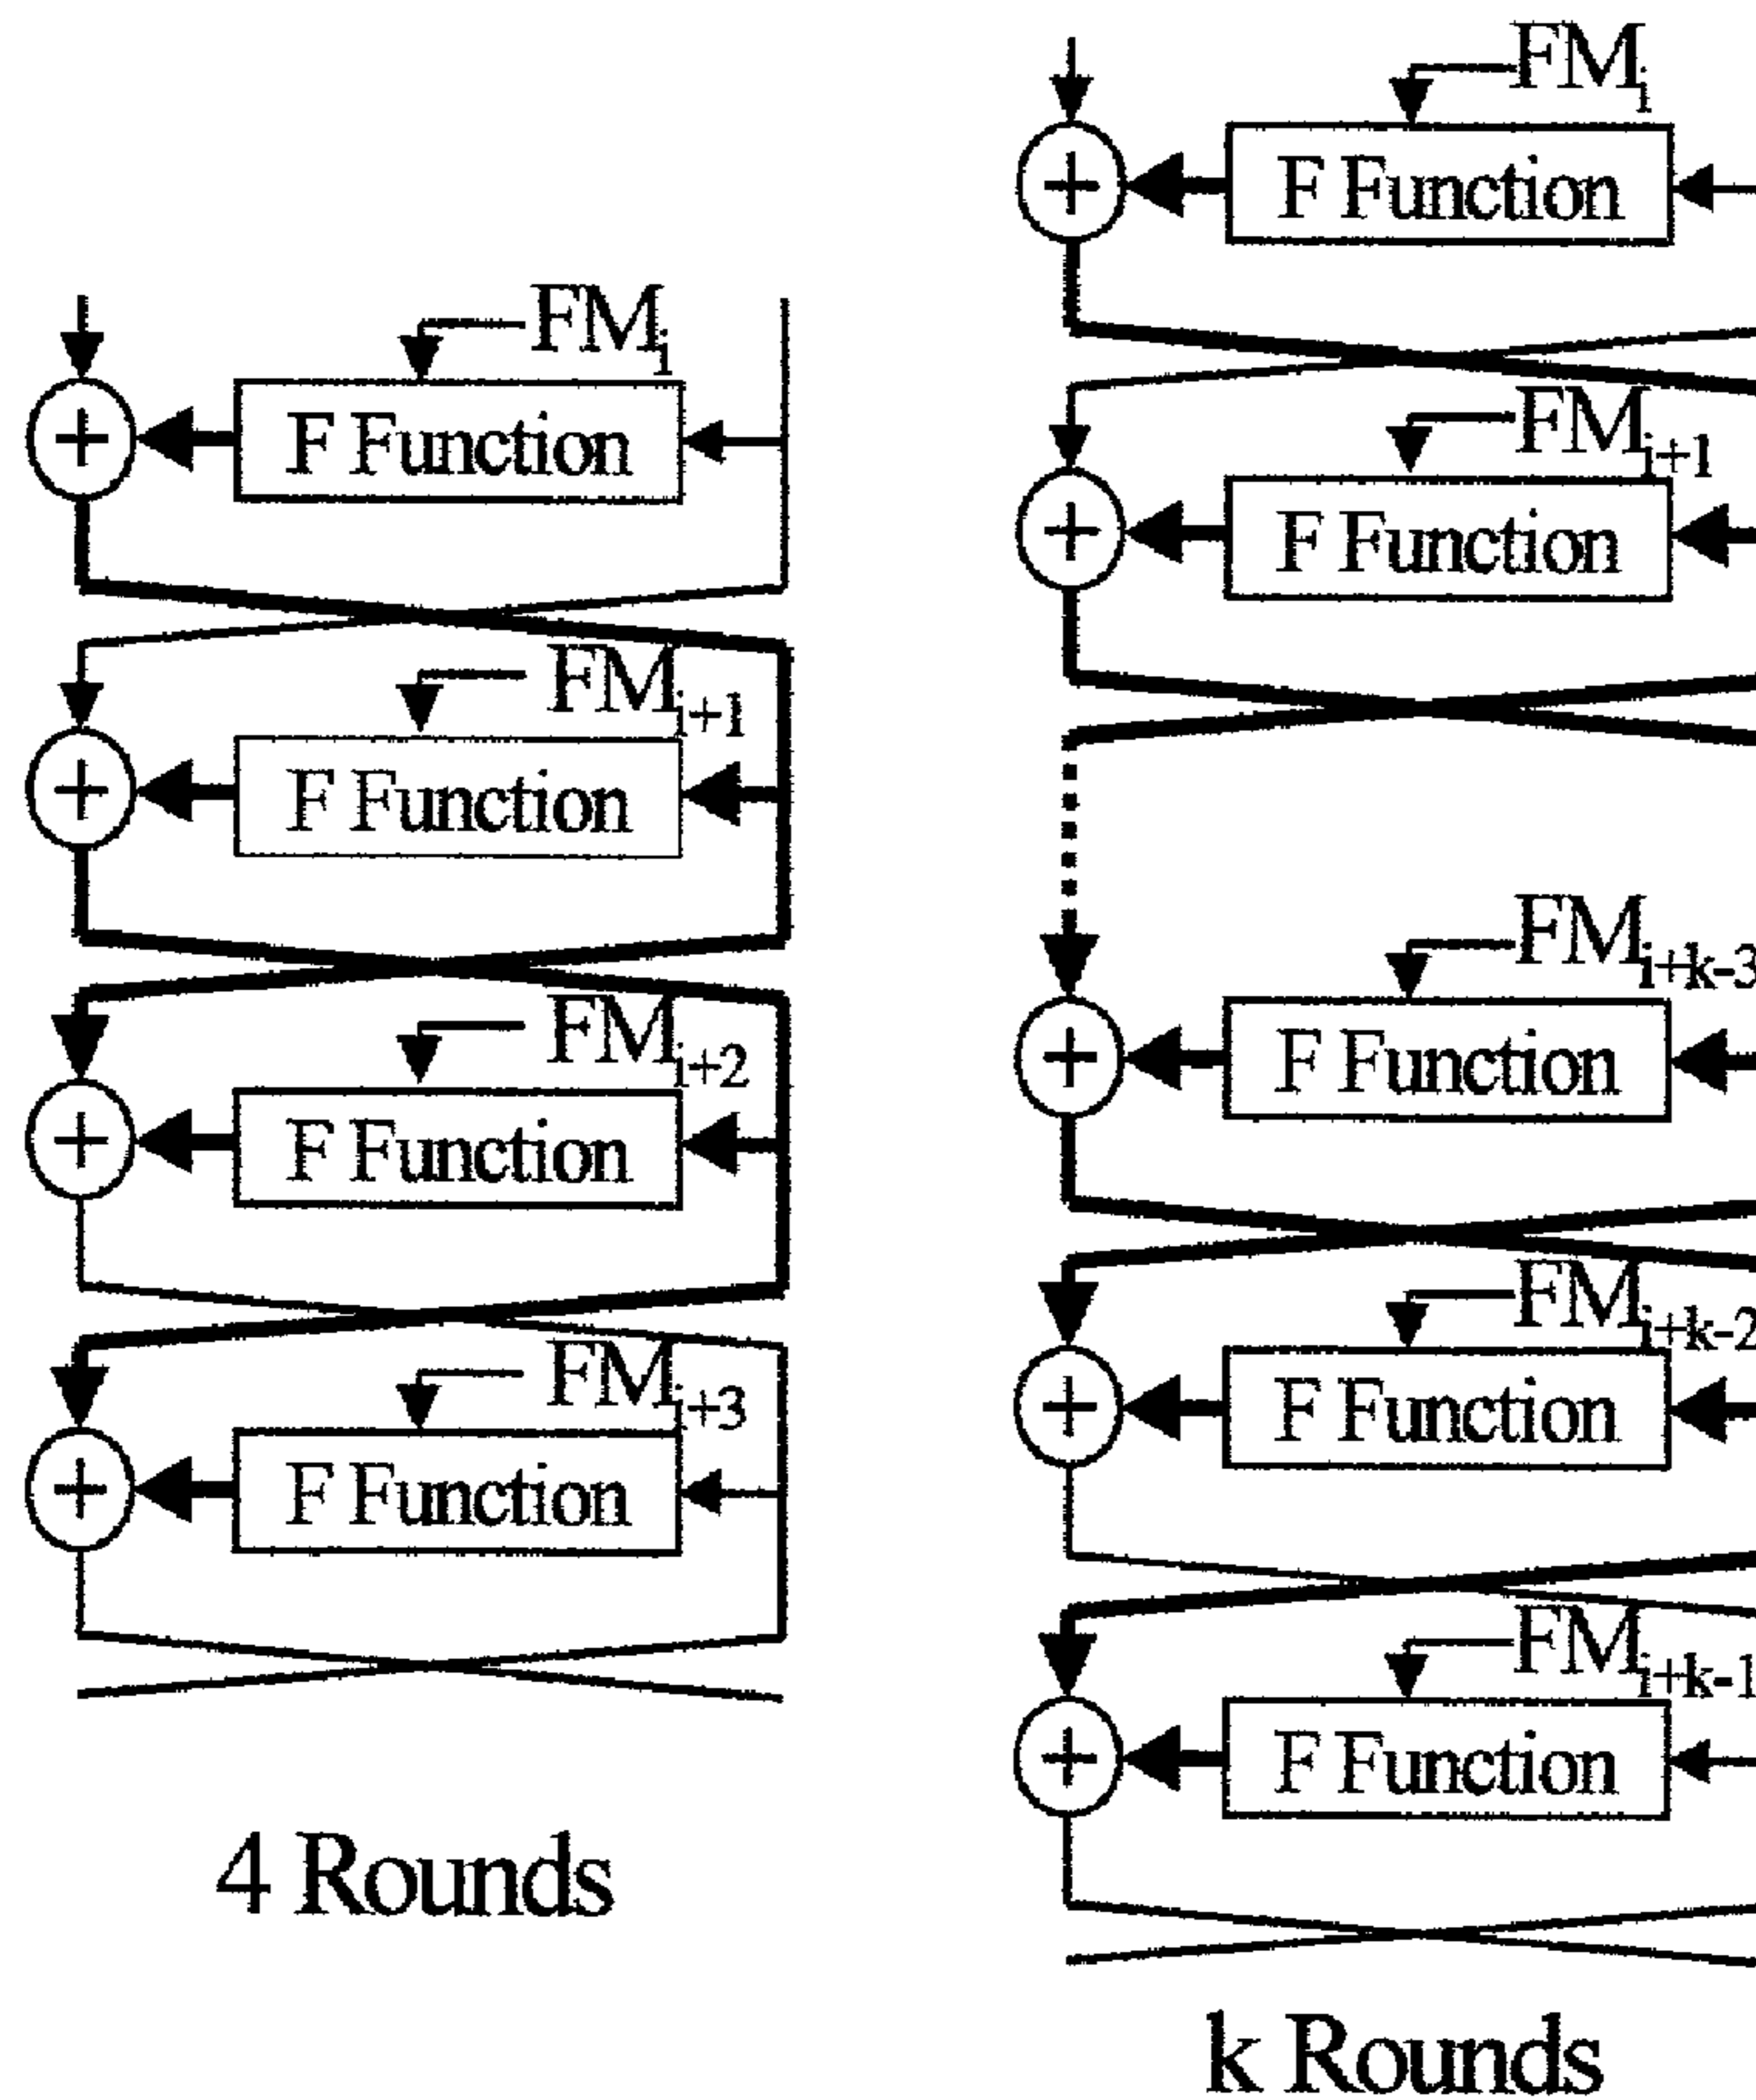 FMi
+ F Function
FMi+1
+ F Function
FMi+2
+ F Function
FMi+3
+ F Function
4 Rounds
FMi
+ F Function
FMi+1
+ F Function
FMi+k-3
+ F Function
FMi+k-2
+ F Function
FMi+k-1
+ F Function
k Rounds